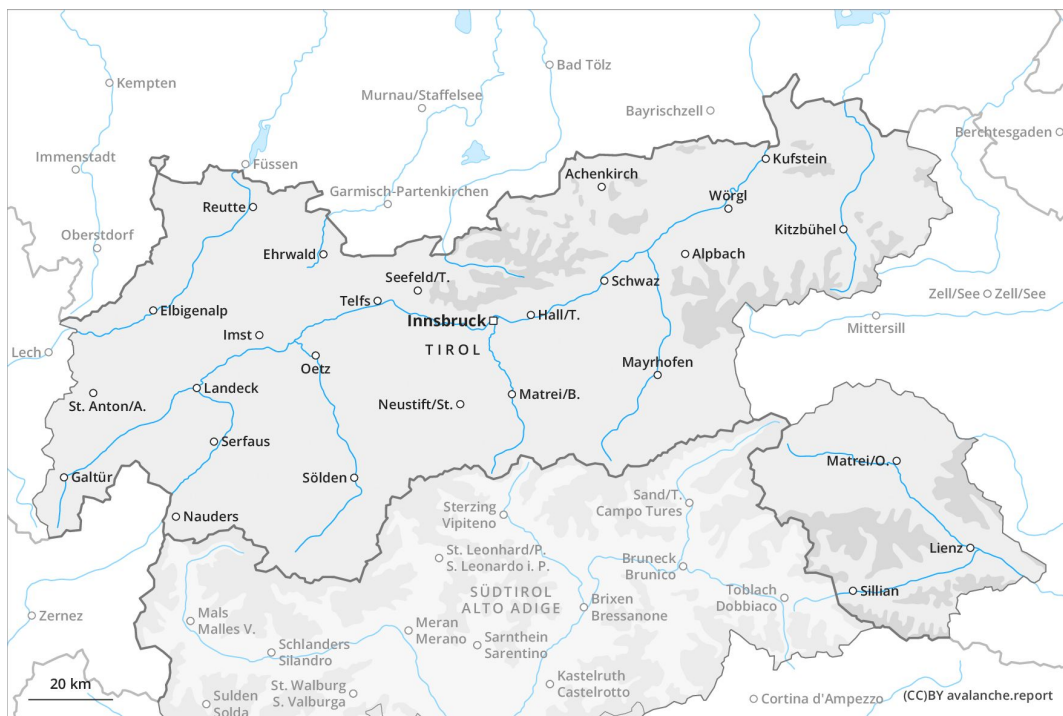 Kempten
Bad Tölz
Murnau/Staffelsee
Bayrischzell
Berchtesgaden
Immenstadt
Füssen
Kufstein
Achenkirch
Garmisch-Partenkirchen
Reutte
Wörgl
Oberstdorf
Kitzbühel
Ehrwald
Alpbach
Seefeld/T.
Schwaz
Telfs
Zell/See
Zell/See
Elbigenalp
Innsbruck
Hall/T.
Mittersill
Imst
Lech
TIROL
Oetz
Mayrhofen
Landeck
St. Anton/A.
Neustift/St.
Matrei/B.
Serfaus
Matrei/O.
Galtür
Sölden
Sand/T.
Campo Tures
Sterzing
Vipiteno
Nauders
Lienz
St. Leonhard/P.
S. Leonardo i. P.
Bruneck
Brunico
SÜDTIROL
ALTO ADIGE
Toblach
Dobbiaco
Sillian
Brixen
Bressanone
Zernez
Mals
Malles V.
Meran
Merano
Sarnthein
Sarentino
Schlanders
Silandro
Kastelruth
Castelrotto
20 km
St. Walburg
S. Valburga
Sulden
Solda
Cortina d'Ampezzo
(CC)BY avalanche.report